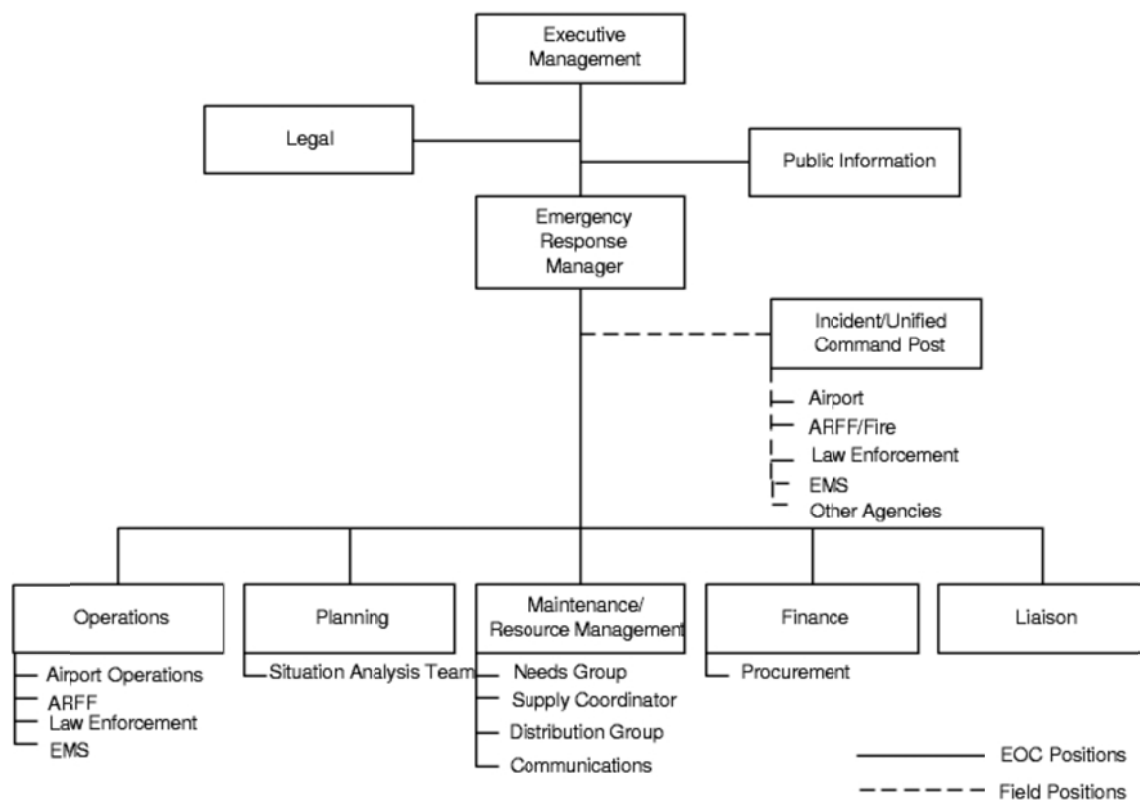 Executive
Management
Legal
Public Information
Emergency
Response
Manager
Incident/Unified
Command Post
Airport
ARFF/Fire
Law Enforcement
EMS
Other Agencies
Operations
Airport Operations
ARFF
Law Enforcement
EMS
Planning
Situation Analysis Team
Maintenance/
Resource Management
Needs Group
Supply Coordinator
Distribution Group
Communications
Finance
Procurement
Liaison
EOC Positions
Field Positions